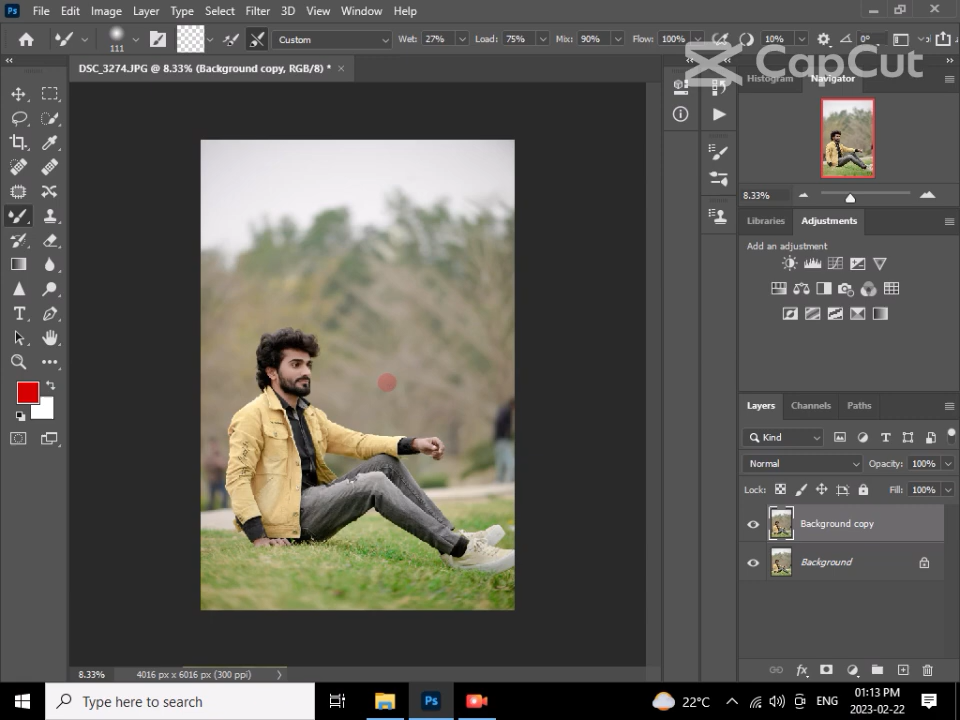 Ps File Edit Image Layer Type Select Filter 3D View Window Help
111 Custom Wet: 27% Load: 75% Mix: 90% Flow: 100% 10% 0°
CapCut
DSC_3274.JPG @ 8.33% (Background copy, RGB/8) * ×
Histogram Navigator
8.33%
Libraries Adjustments
Add an adjustment
Layers Channels Paths
Kind
Normal Opacity: 100%
Lock: Fill: 100%
Background copy
Background
8.33% 4016 px x 6016 px (300 ppi)
Type here to search
Ps
22°C ENG
01:13 PM
2023-02-22